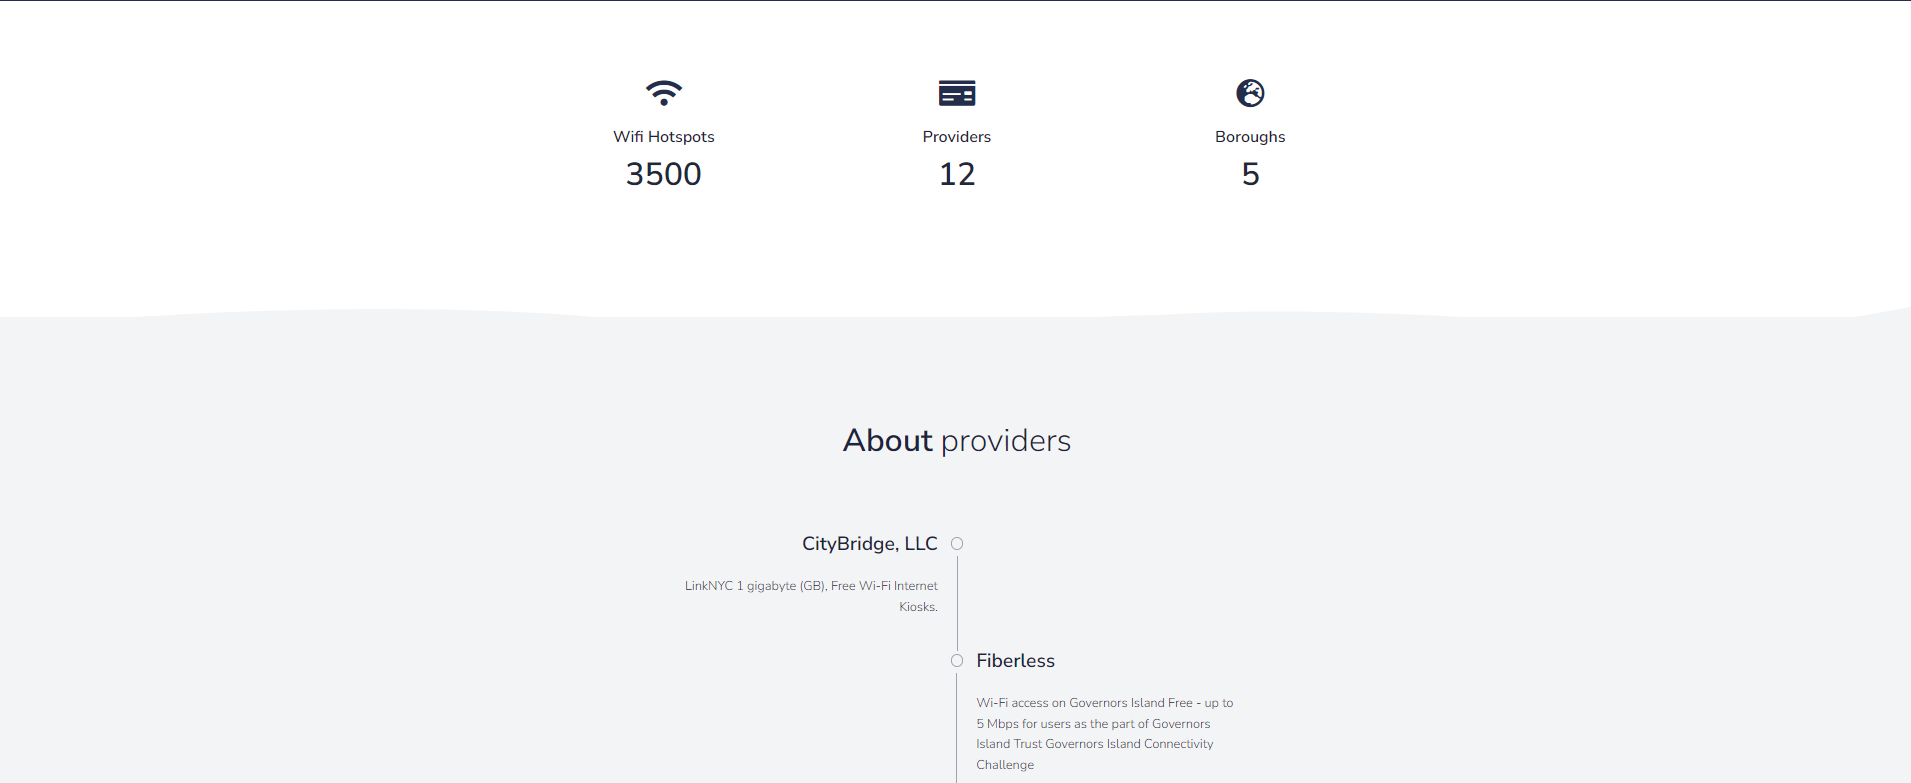 Wifi Hotspots
3500
Providers
12
Boroughs
5
About providers
CityBridge, LLC
LinkNYC 1 gigabyte (GB), Free Wi-Fi Internet
Kiosks.
Fiberless
Wi-Fi access on Governors Island Free - up to
5 Mbps for users as the part of Governors
Island Trust Governors Island Connectivity
Challenge